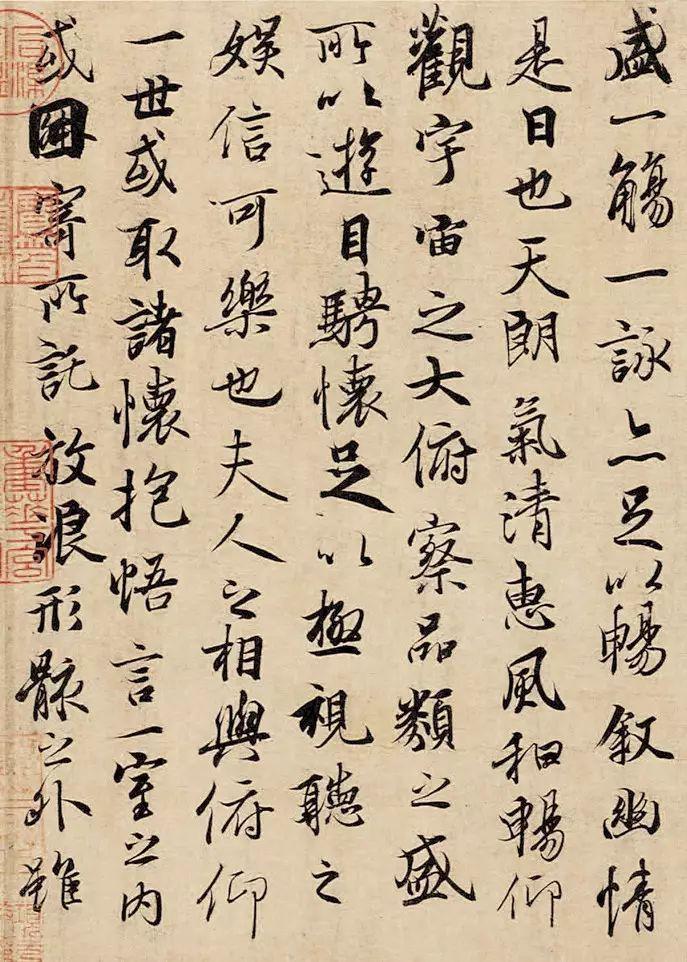 盛一觴一詠亦足以暢敘幽情
是日也天朗氣清惠風和暢仰
觀宇宙之大俯察品類之盛
所以遊目騁懷足以極視聽之
娛信可樂也夫人之相與俯仰
一世或取諸懷抱悟言一室之內
或因寄所託放浪形骸之外雖